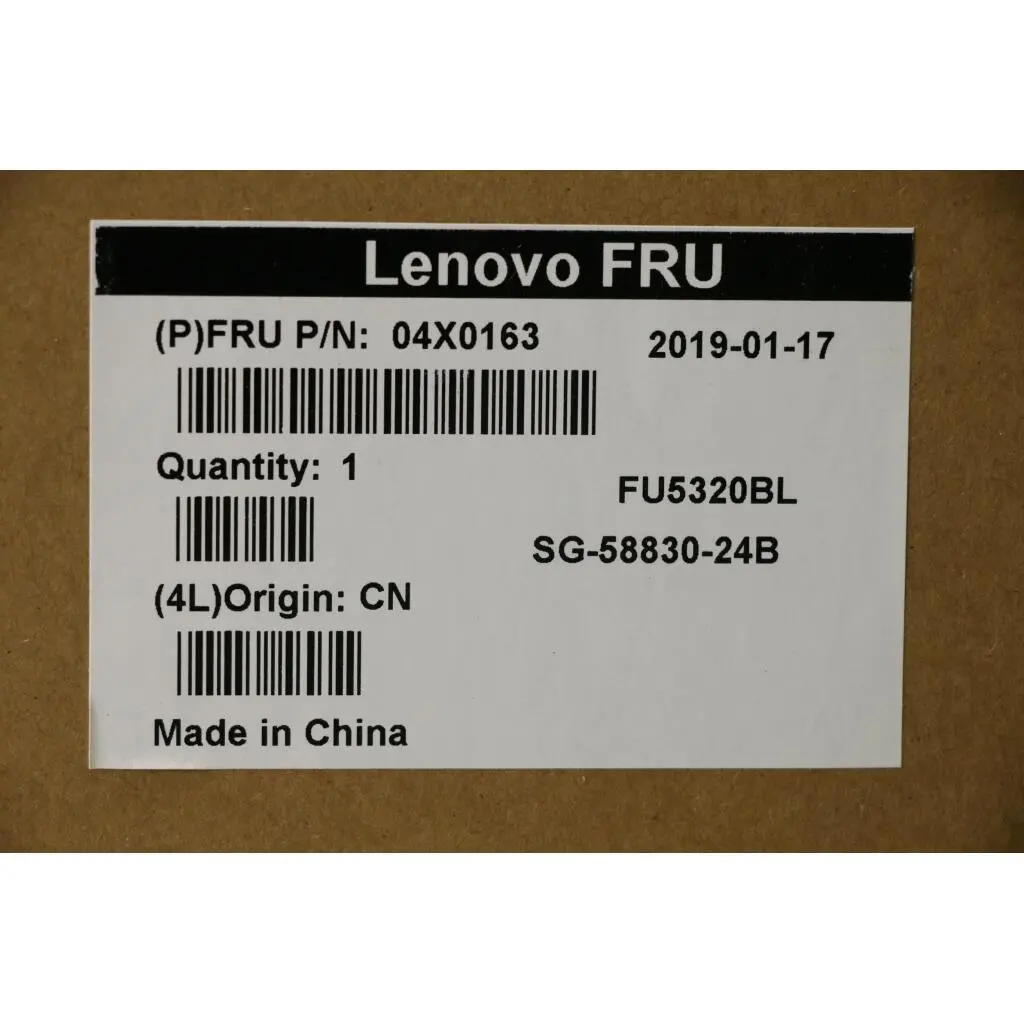 Lenovo FRU
(P)FRU P/N: 04X0163
2019-01-17
Quantity: 1
FU5320BL
SG-58830-24B
(4L)Origin: CN
Made in China